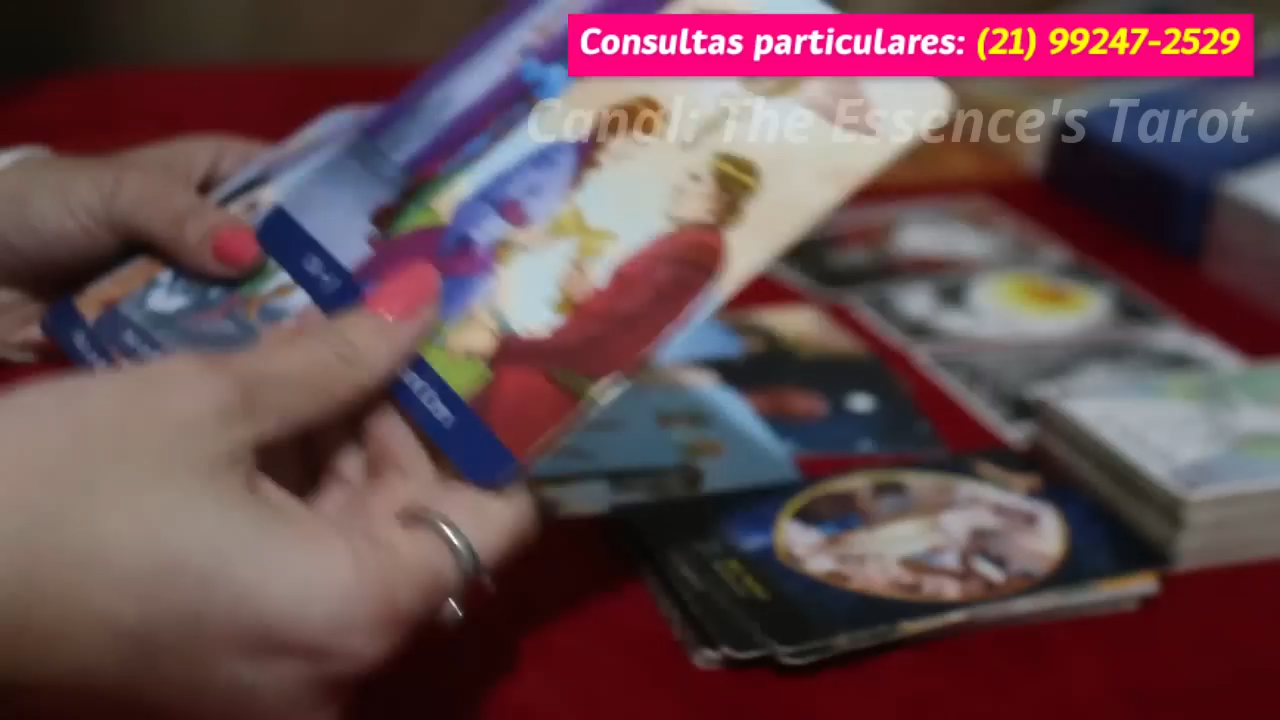 Consultas particulares: (21) 99247-2529
Canal: The Essence's Tarot